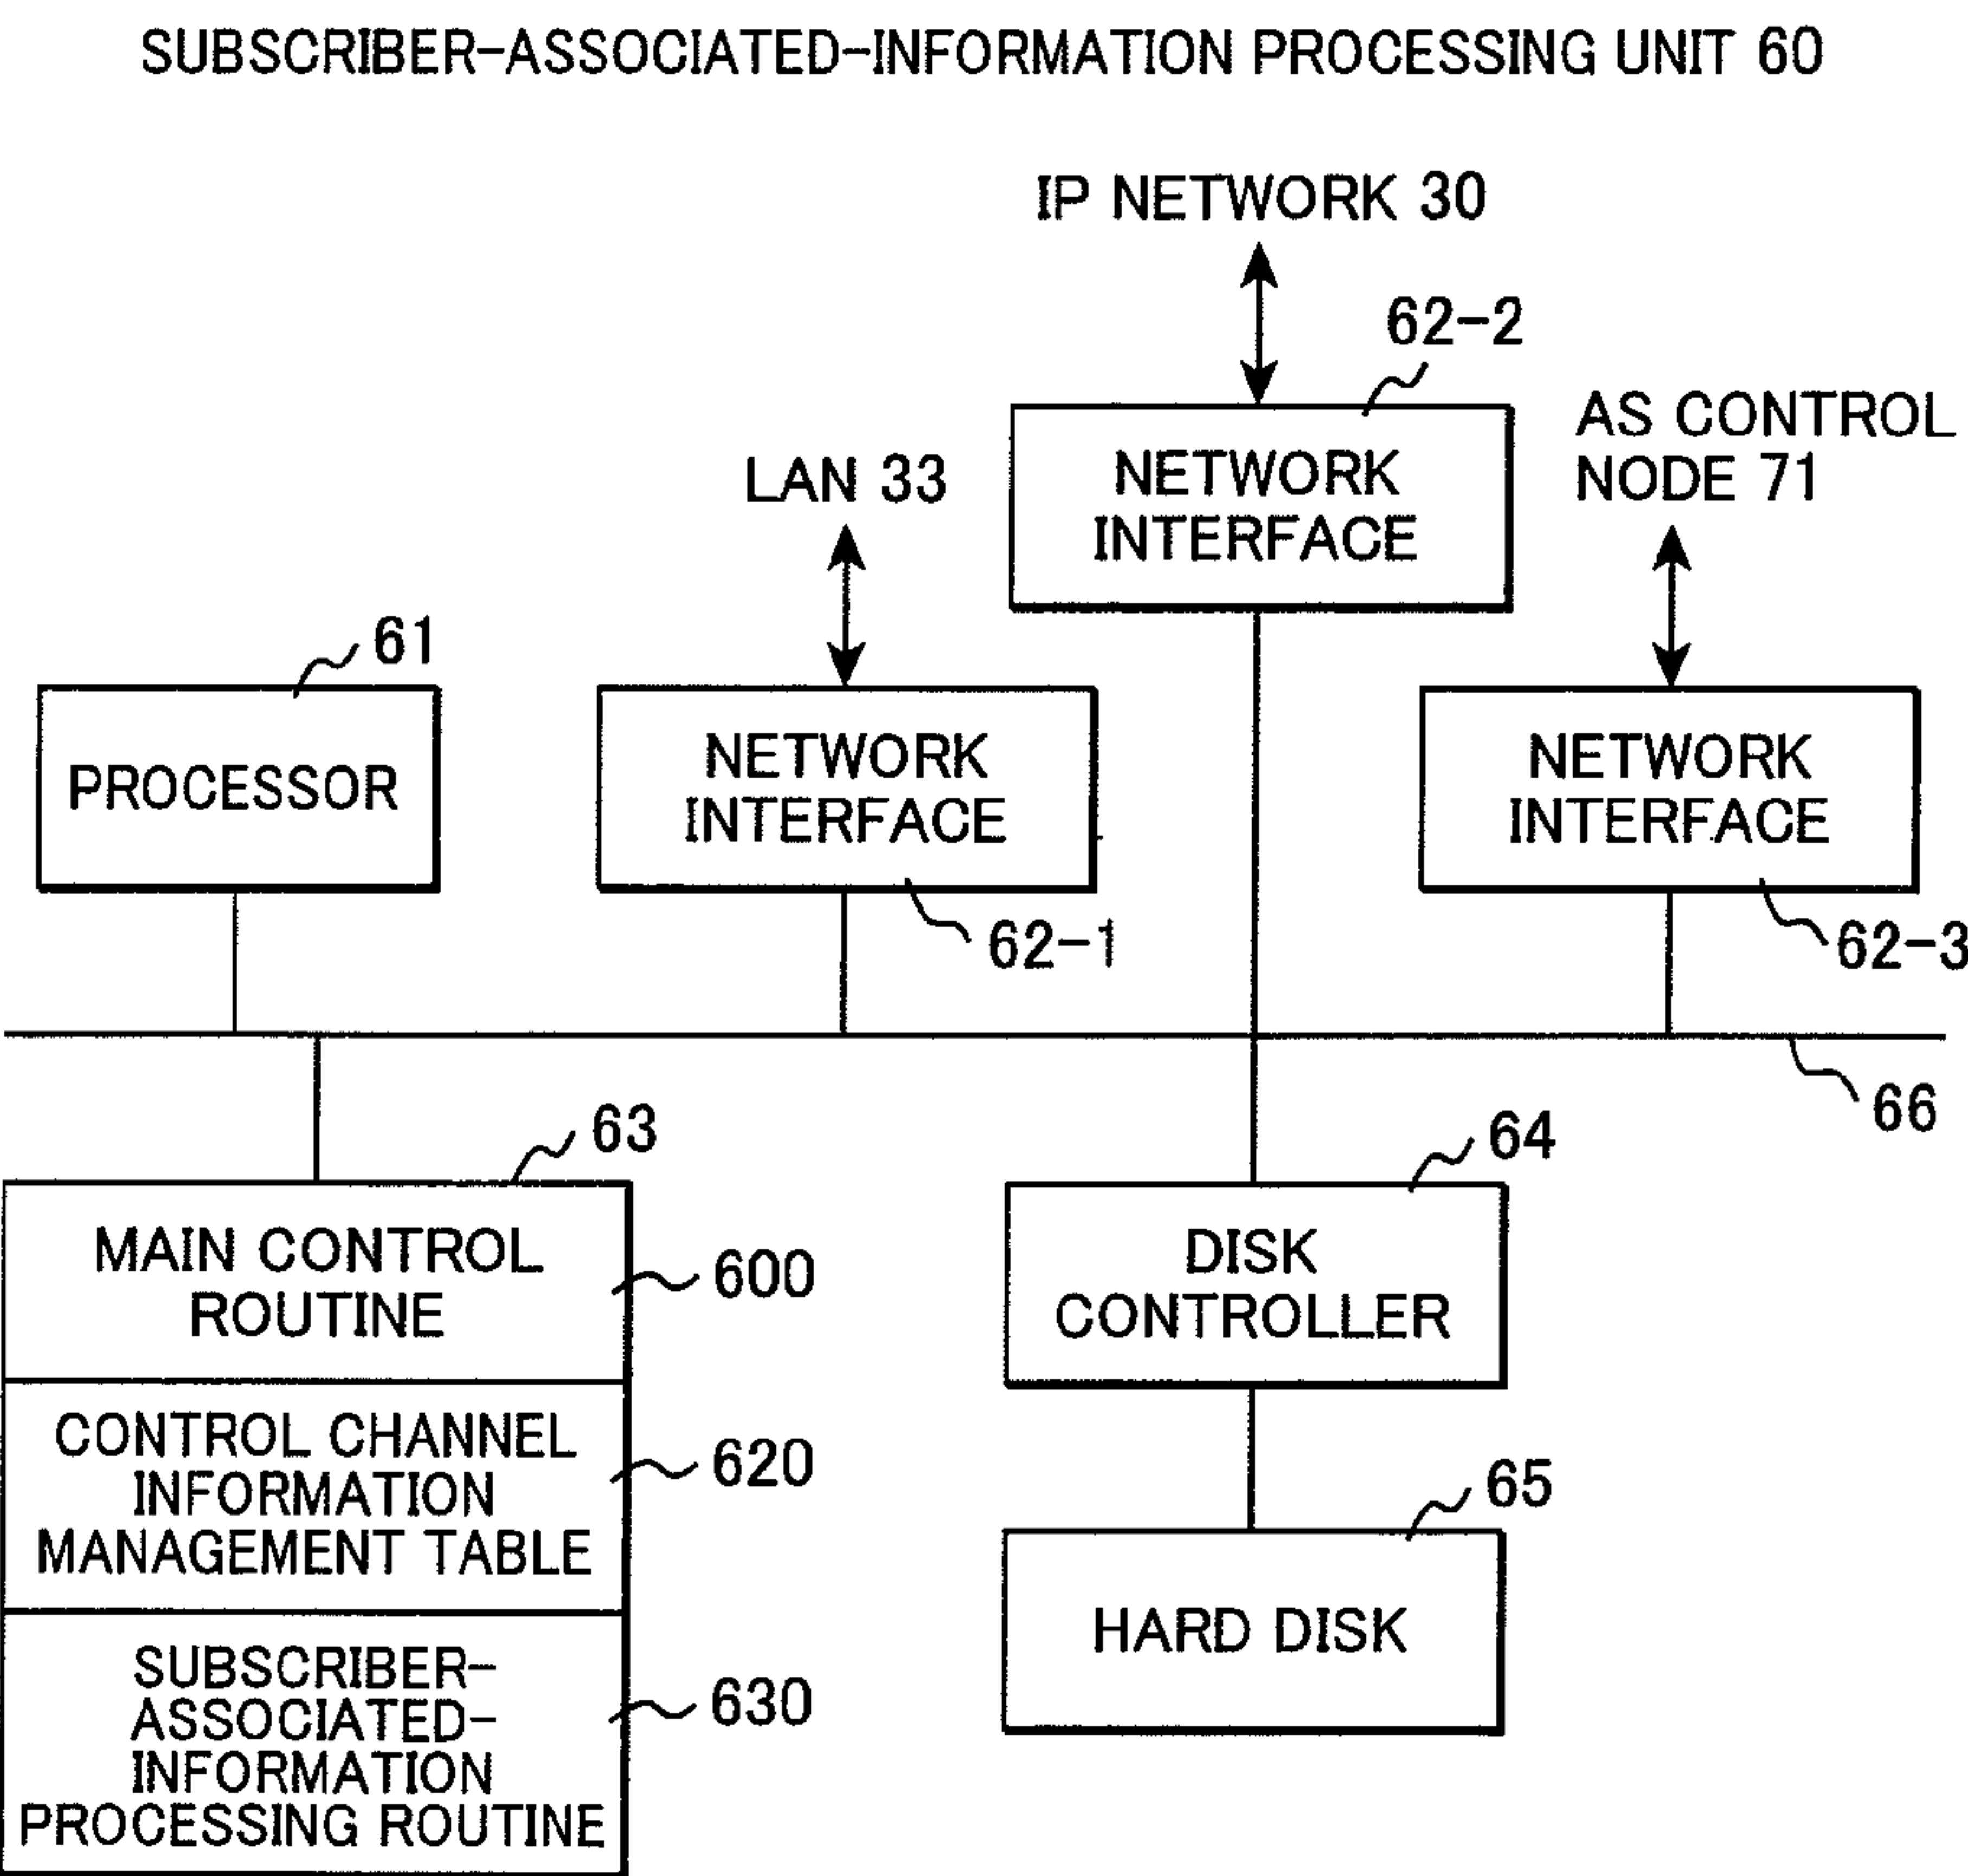 SUBSCRIBER-ASSOCIATED-INFORMATION PROCESSING UNIT 60
IP NETWORK 30
62-2
NETWORK
INTERFACE
AS CONTROL
NODE 71
LAN 33
61
PROCESSOR
NETWORK
INTERFACE
62-1
NETWORK
INTERFACE
62-3
66
63
MAIN CONTROL
ROUTINE
600
CONTROL CHANNEL
INFORMATION
MANAGEMENT TABLE
620
SUBSCRIBER-
ASSOCIATED-
INFORMATION
PROCESSING ROUTINE
630
64
DISK
CONTROLLER
65
HARD DISK